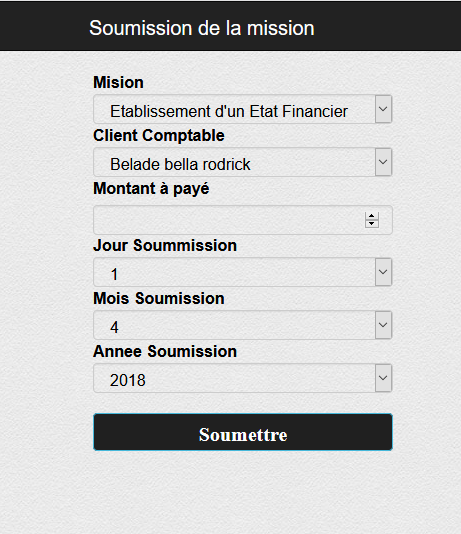 Soumission de la mission
Mision
Etablissement d'un Etat Financier
Client Comptable
Belade bella rodrick
Montant à payé
Jour Soummission
1
Mois Soumission
4
Annee Soumission
2018
Soumettre